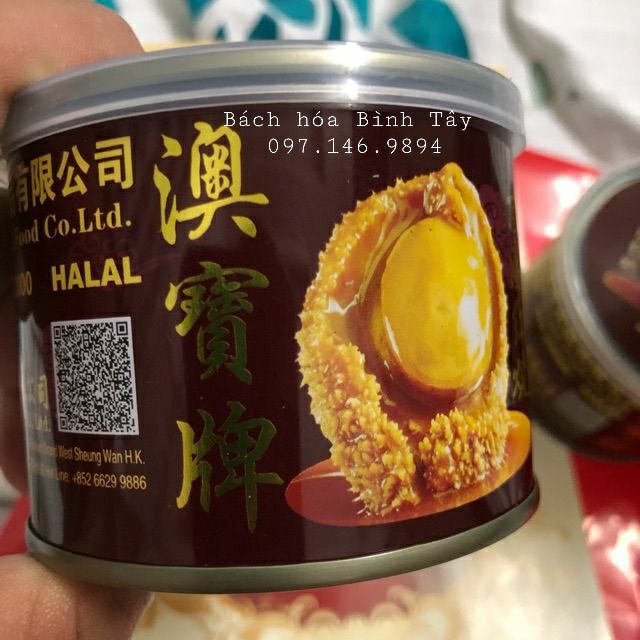 Bách hóa Bình Tây
097.146.9894
有限公司
Food Co.Ltd.
HALAL
澳寶牌
West Sheung Wan H.K.
Line: +852 6629 9886